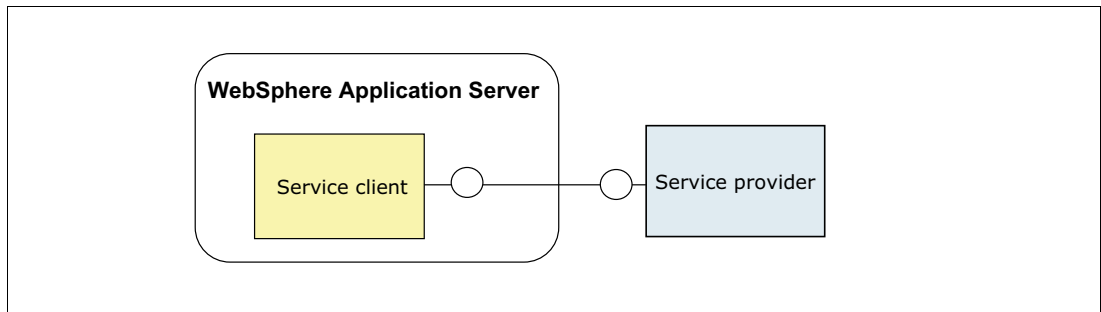 WebSphere Application Server
Service client
Service provider